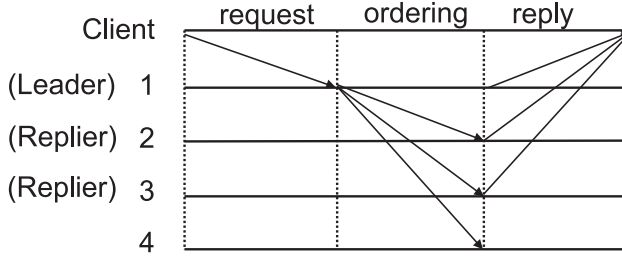 request ordering reply
Client
(Leader) 1
(Replier) 2
(Replier) 3
4